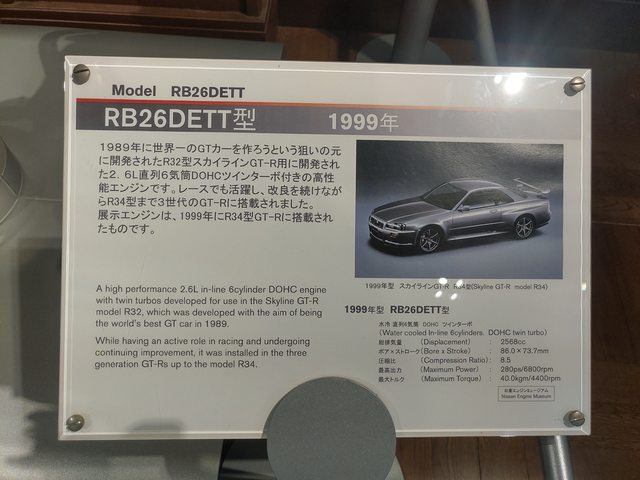 Model RB26DETT
RB26DETT型 1999年
1989年に世界一のGTカーを作ろうという狙いの元
に開発されたR32型スカイラインGT-R用に開発され
た2.6L直列6気筒DOHCツインターボ付きの高性
能エンジンです。レースでも活躍し、改良を続けなが
らR34型まで3世代のGT-Rに搭載されました。
展示エンジンは、1999年にR34型GT-Rに搭載され
たものです。
A high performance 2.6L in-line 6cylinder DOHC engine
with twin turbos developed for use in the Skyline GT-R
model R32, which was developed with the aim of being
the world's best GT car in 1989.
While having an active role in racing and undergoing
continuing improvement, it was installed in the three
generation GT-Rs up to the model R34.
1999年型 スカイラインGT-R R34型(Skyline GT-R model R34)
1999年型 RB26DETT型
水冷 直列6気筒 DOHC ツインターボ
(Water cooled In-line 6cylinders. DOHC twin turbo)
総排気量 (Displacement) : 2568cc
ボア×ストローク(Bore x Stroke) : 86.0×73.7mm
圧縮比 (Compression Ratio) : 8.5
最高出力 (Maximum Power) : 280ps/6800rpm
最大トルク (Maximum Torque) : 40.0kgm/4400rpm
日産エンジンミュージアム
Nissan Engine Museum